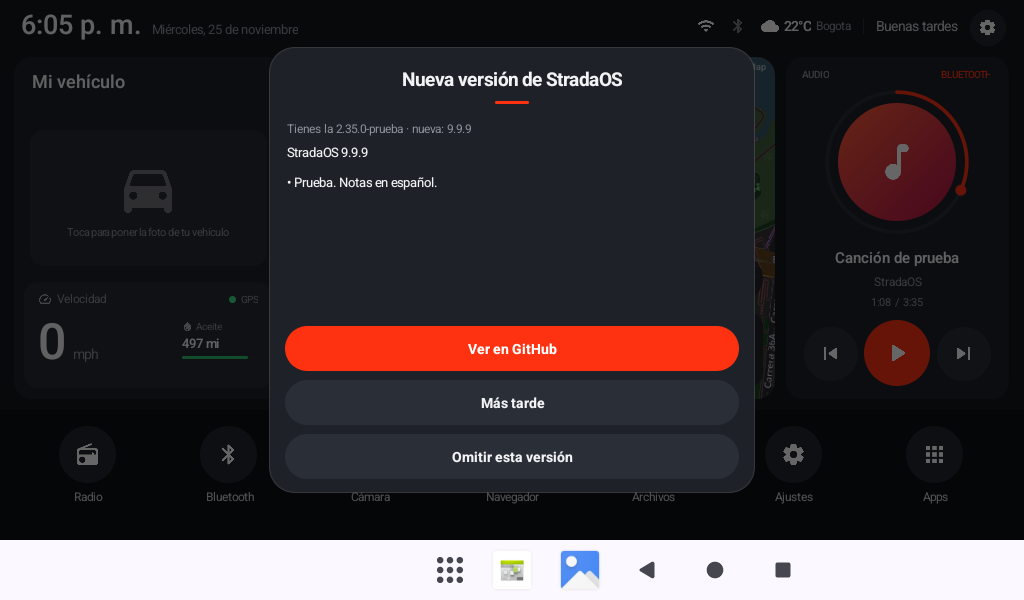 6:05 p. m.
Miércoles, 25 de noviembre
22°C Bogota
Buenas tardes
Mi vehículo
Toca para poner la foto de tu vehículo
Velocidad
GPS
0 mph
Aceite
497 mi
Nueva versión de StradaOS
Tienes la 2.35.0-prueba · nueva: 9.9.9
StradaOS 9.9.9
• Prueba. Notas en español.
Ver en GitHub
Más tarde
Omitir esta versión
Carrera 36A
AUDIO
BLUETOOTH
Canción de prueba
StradaOS
1:08 / 3:35
Radio
Bluetooth
Cámara
Navegador
Archivos
Ajustes
Apps